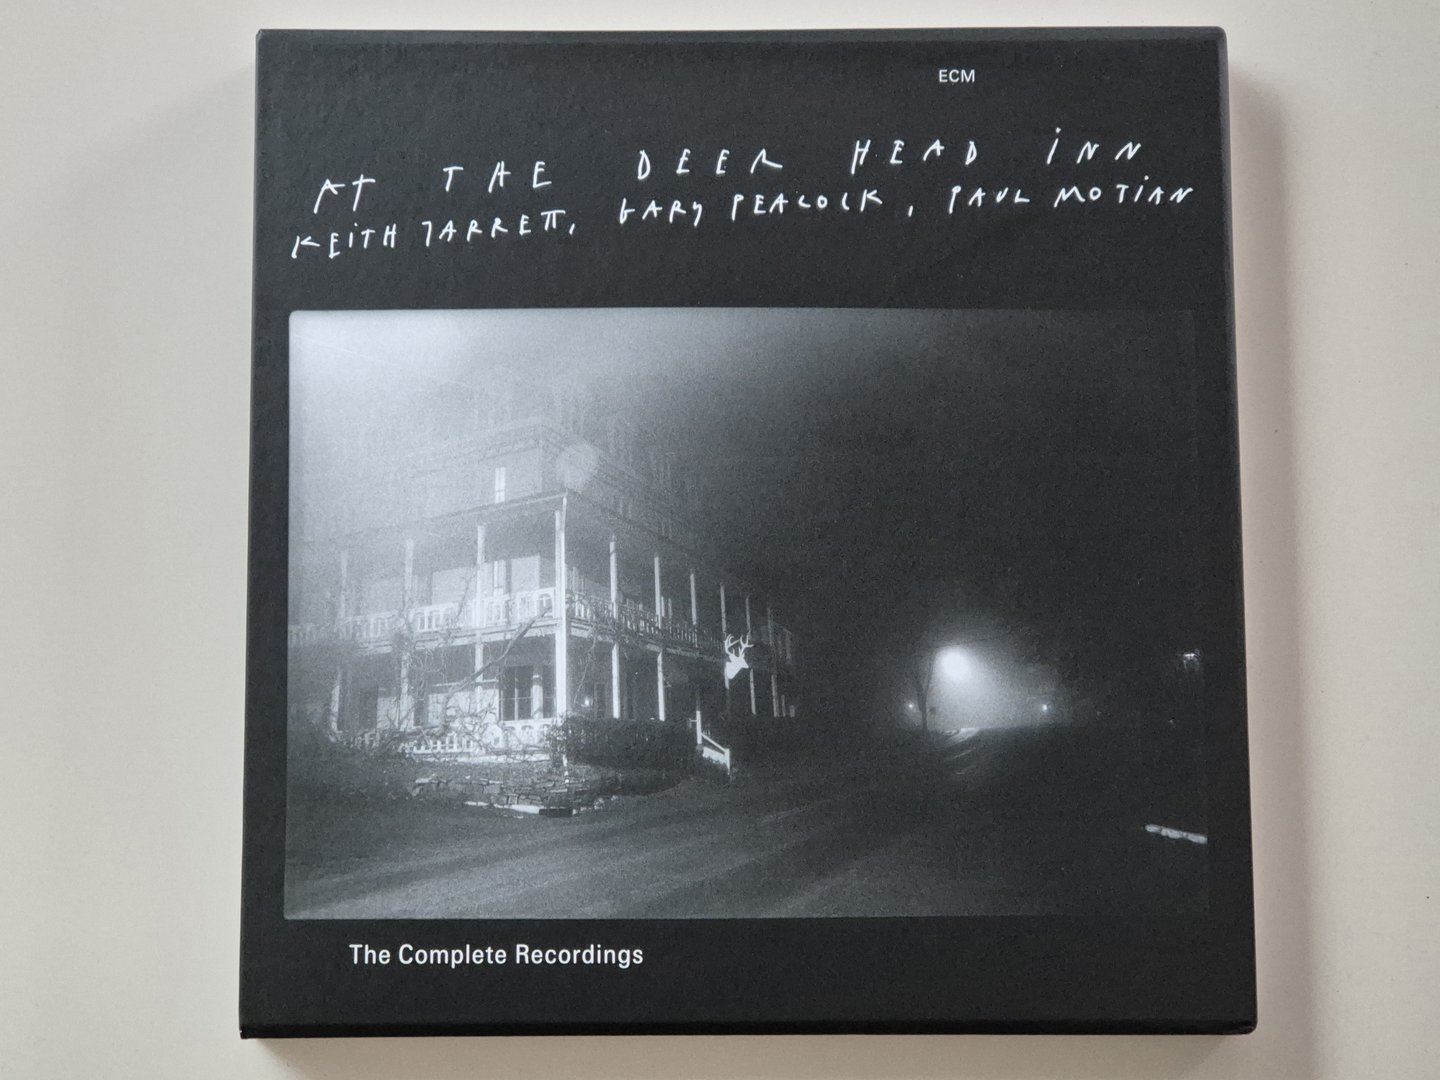 ECM
AT THE DEER HEAD iNN
KEiTH JARRETT, GARY PEACOCK, PAUL MOTiAN
The Complete Recordings